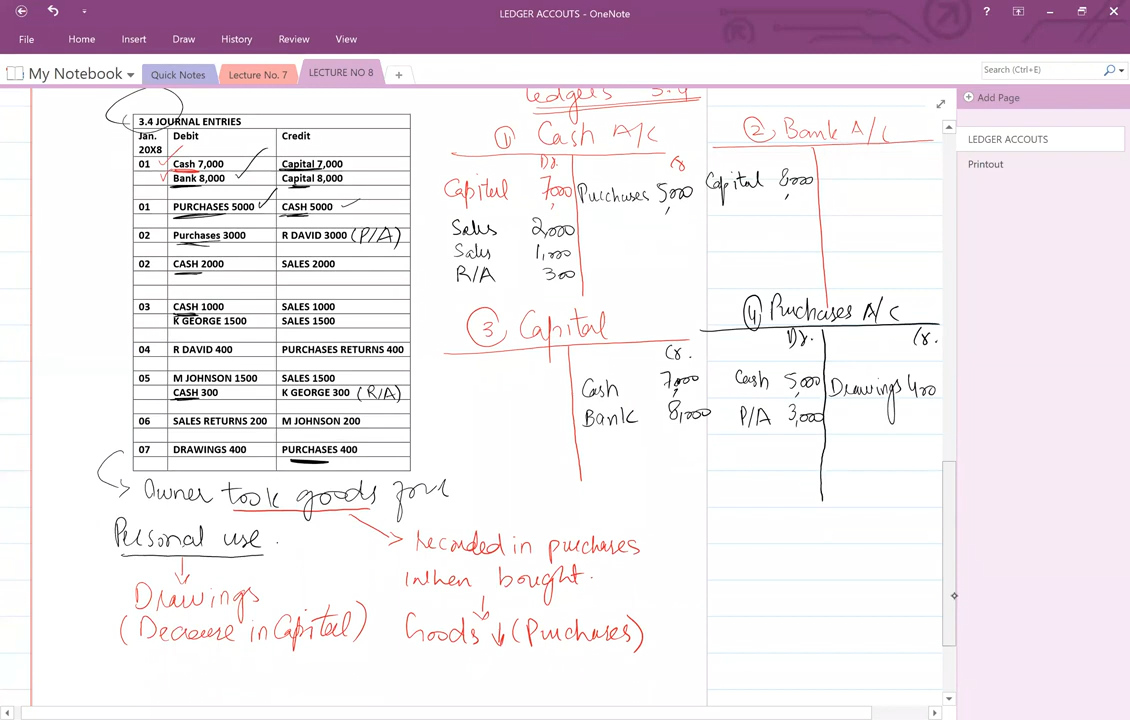 LEDGER ACCOUTS - OneNote
File Home Insert Draw History Review View
My Notebook Quick Notes Lecture No. 7 LECTURE NO 8 + Search (Ctrl+E)
Add Page
LEDGER ACCOUTS
Printout
ledgers 3.4
3.4 JOURNAL ENTRIES
Jan. 20X8 Debit Credit
01 Cash 7,000 Capital 7,000
Bank 8,000 Capital 8,000
01 PURCHASES 5000 CASH 5000
02 Purchases 3000 R DAVID 3000 (P/A)
02 CASH 2000 SALES 2000
03 CASH 1000 SALES 1000
K GEORGE 1500 SALES 1500
04 R DAVID 400 PURCHASES RETURNS 400
05 M JOHNSON 1500 SALES 1500
CASH 300 K GEORGE 300 (R/A)
06 SALES RETURNS 200 M JOHNSON 200
07 DRAWINGS 400 PURCHASES 400
① Cash A/C
Dr. Cr
Capital 7,000 Purchases 5,000
Sales 2,000
Sales 1,000
R/A 300
② Bank A/C
Capital 8,000
③ Capital
Cr.
Cash 7,000
Bank 8,000
④ Purchases A/C
Dr. Cr.
Cash 5,000 Drawings 400
P/A 3,000
Owner took goods for
Personal use.
Drawings
(Decrease in Capital)
Recorded in purchases
when bought.
Goods ↓ (Purchases)